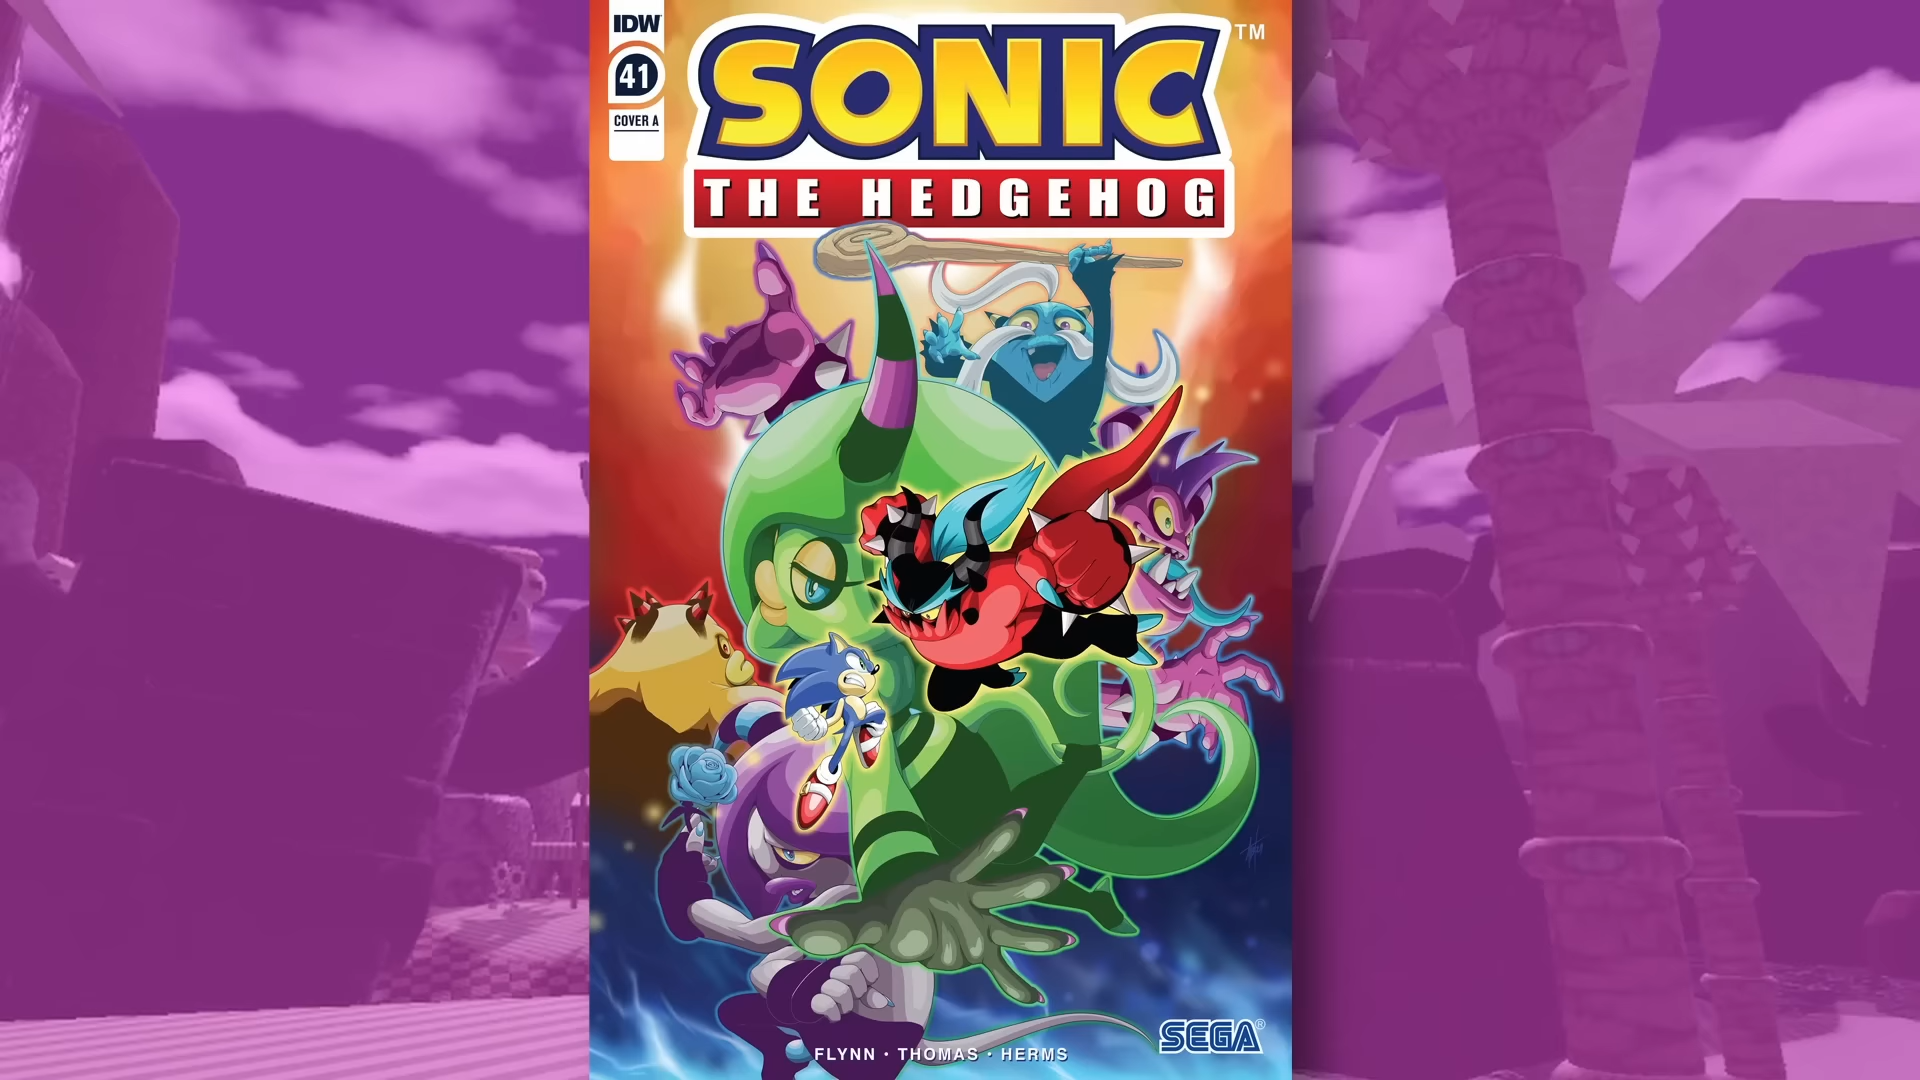 IDW
41
COVER A
SONIC™
THE HEDGEHOG
FLYNN · THOMAS · HERMS
SEGA®